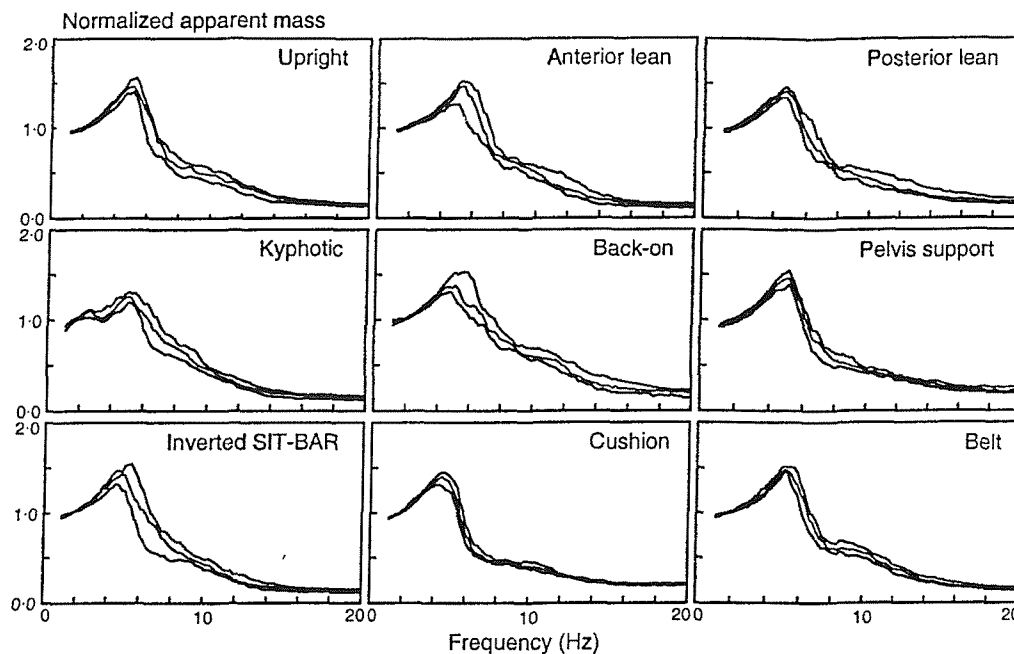 Normalized apparent mass
2·0 Upright Anterior lean Posterior lean
1·0
0·0
2·0 Kyphotic Back-on Pelvis support
1·0
0·0
2·0 Inverted SIT-BAR Cushion Belt
1·0
0·0
0 10 20 0 10 20 0 10 20
Frequency (Hz)